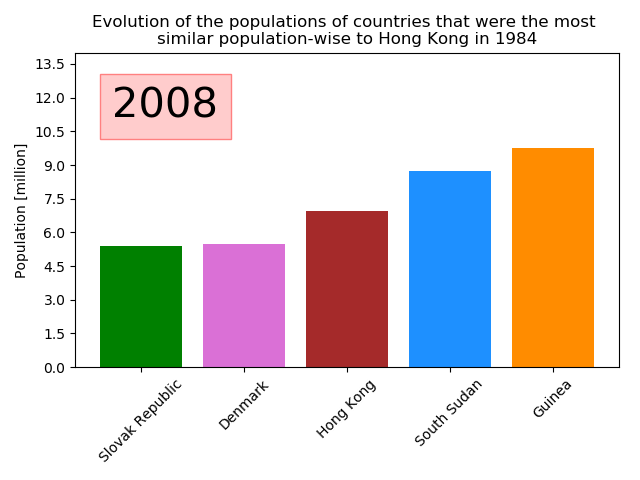 Evolution of the populations of countries that were the most
similar population-wise to Hong Kong in 1984
2008
Population [million]
13.5
12.0
10.5
9.0
7.5
6.0
4.5
3.0
1.5
0.0
Slovak Republic
Denmark
Hong Kong
South Sudan
Guinea